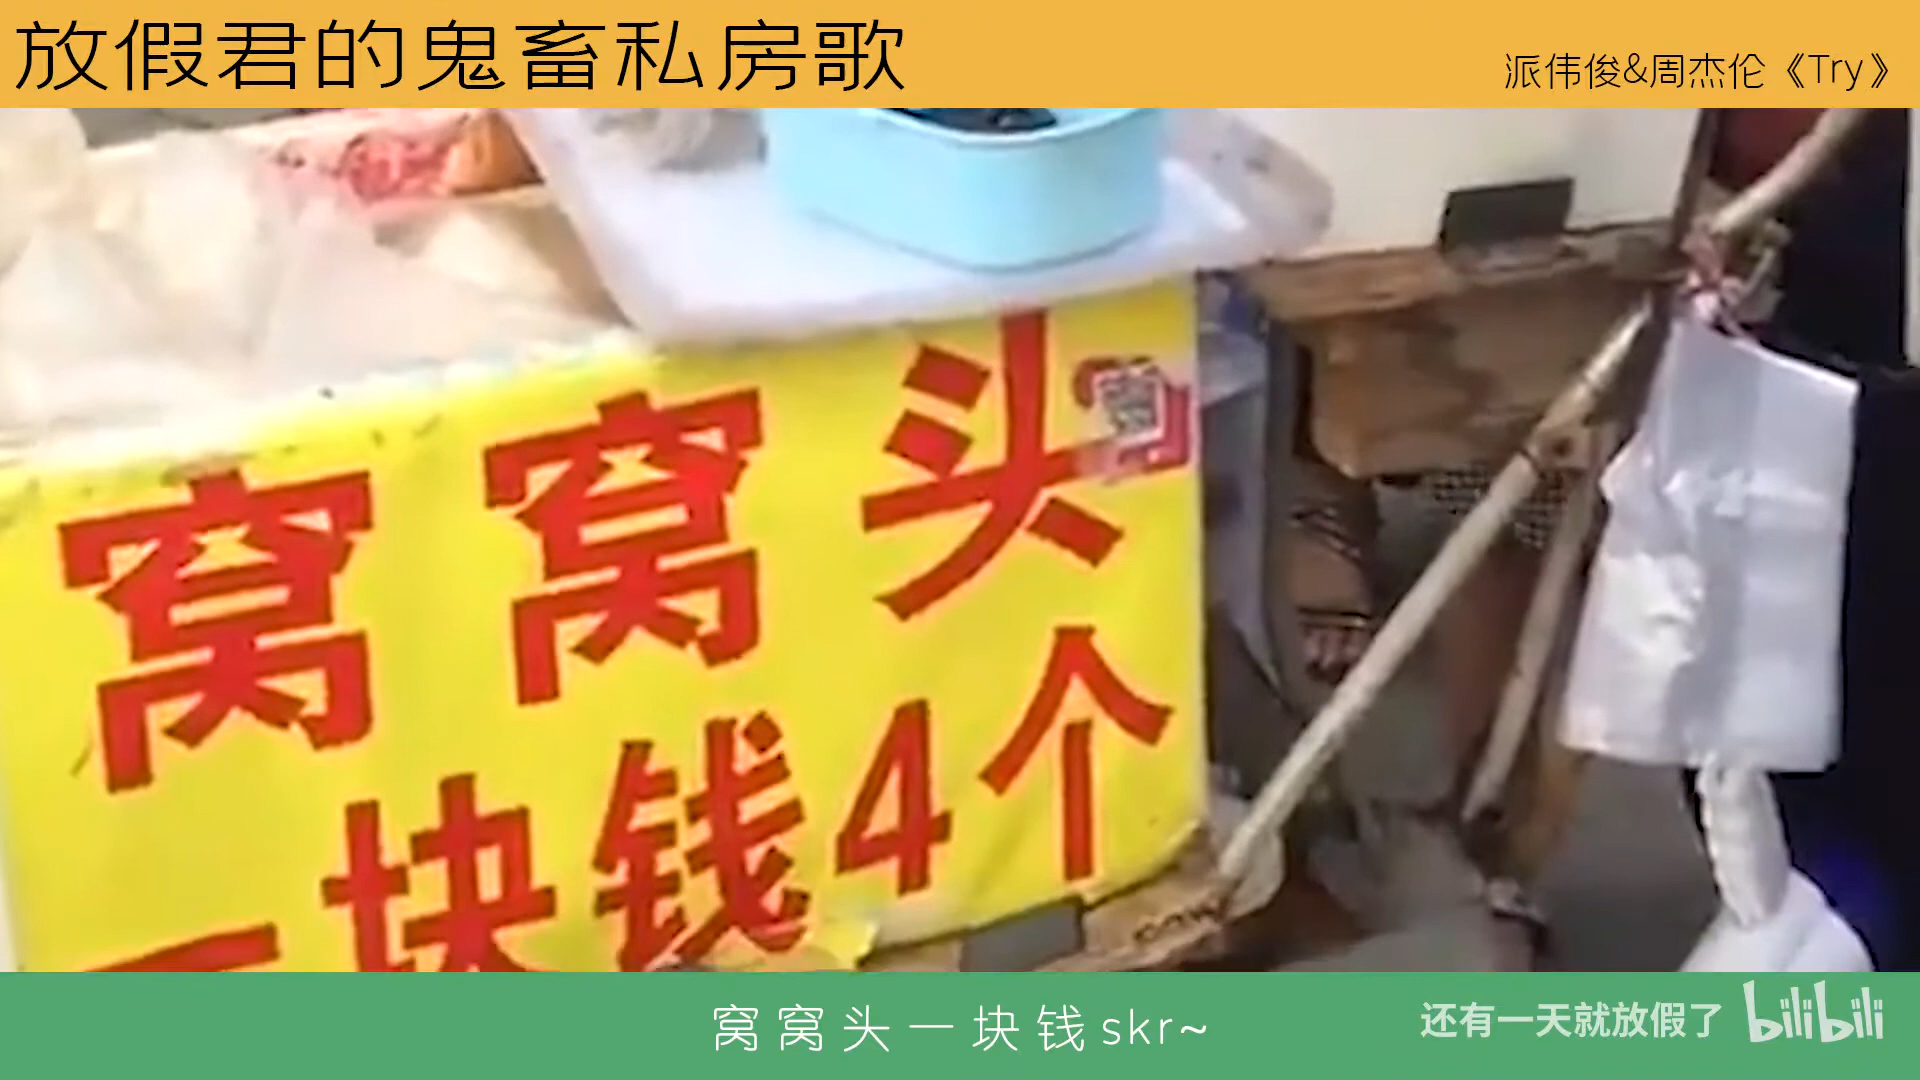 放假君的鬼畜私房歌
派伟俊&周杰伦《Try》
窝窝头
一块钱4个
窝窝头一块钱skr~
还有一天就放假了 bilibili